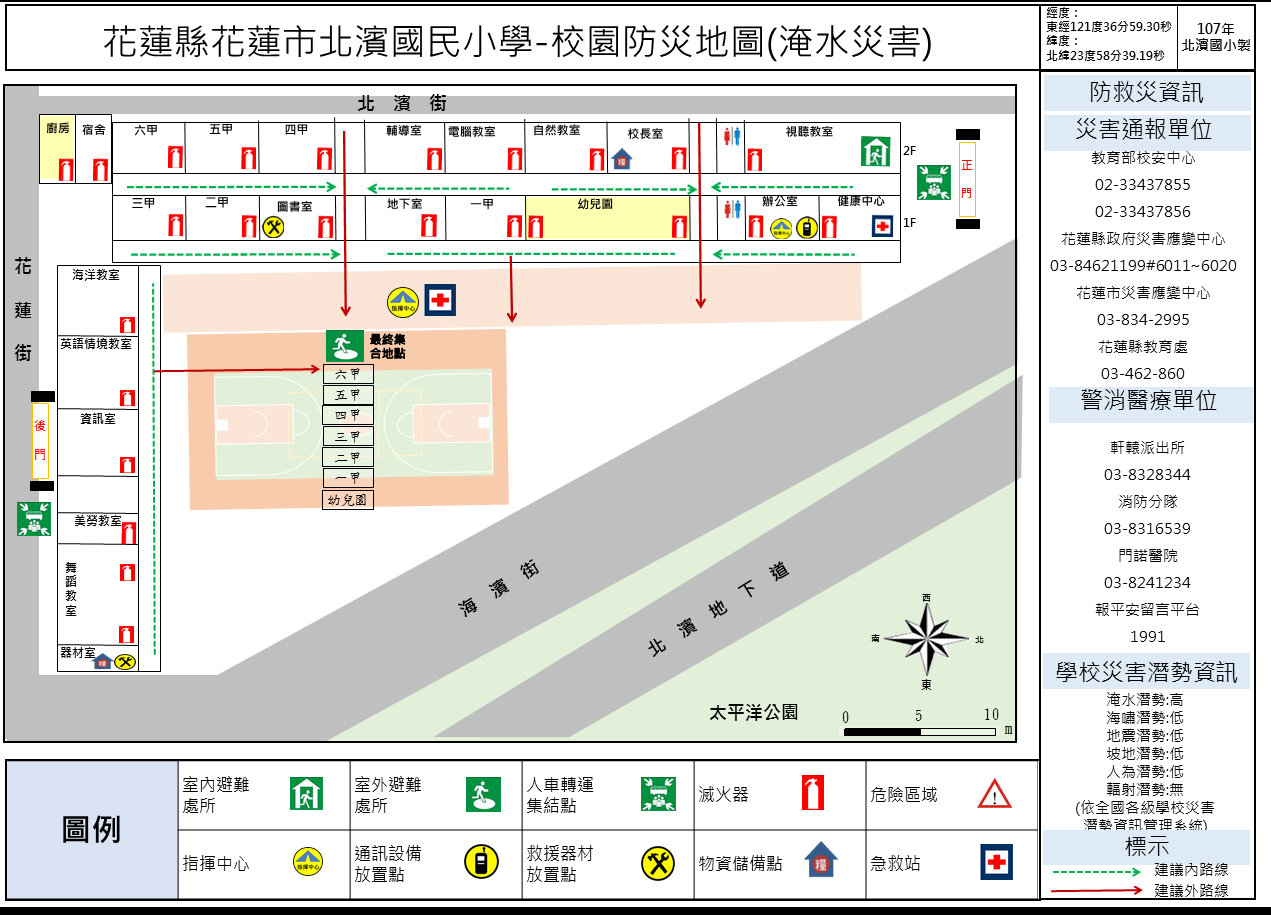 花蓮縣花蓮市北濱國民小學-校園防災地圖(淹水災害)
經度：
東經121度36分59.30秒
緯度：
北緯23度58分39.19秒
107年
北濱國小製
北 濱 街
廚房
宿舍
六甲
五甲
四甲
輔導室
電腦教室
自然教室
校長室
糧
視聽教室
2F
正門
三甲
二甲
圖書室
地下室
一甲
幼兒園
辦公室
指揮中心
健康中心
1F
花蓮街
海洋教室
英語情境教室
資訊室
美勞教室
舞蹈教室
器材室
糧
後門
指揮中心
最終集
合地點
六甲
五甲
四甲
三甲
二甲
一甲
幼兒園
海濱街
北濱地下道
太平洋公園
西
南
北
東
0 5 10
m
防救災資訊
災害通報單位
教育部校安中心
02-33437855
02-33437856
花蓮縣政府災害應變中心
03-84621199#6011~6020
花蓮市災害應變中心
03-834-2995
花蓮縣教育處
03-462-860
警消醫療單位
軒轅派出所
03-8328344
消防分隊
03-8316539
門諾醫院
03-8241234
報平安留言平台
1991
學校災害潛勢資訊
淹水潛勢:高
海嘯潛勢:低
地震潛勢:低
坡地潛勢:低
人為潛勢:低
輻射潛勢:無
(依全國各級學校災害
潛勢資訊管理系統)
標示
建議內路線
建議外路線
圖例
室內避難
處所
室外避難
處所
人車轉運
集結點
滅火器
危險區域
指揮中心
指揮中心
通訊設備
放置點
救援器材
放置點
物資儲備點
糧
急救站